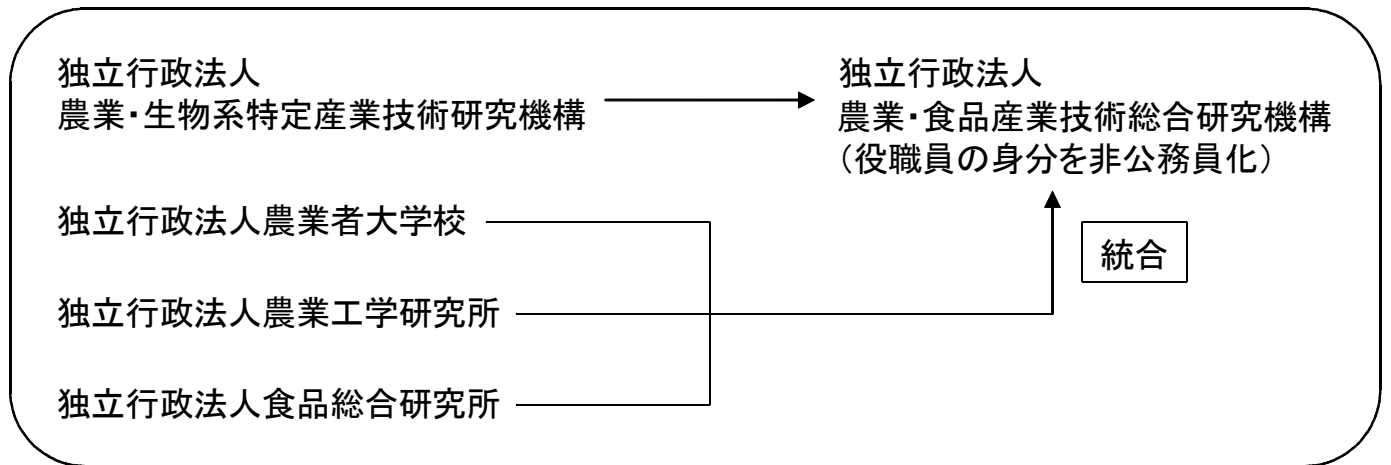 独立行政法人
農業・生物系特定産業技術研究機構
独立行政法人
農業・食品産業技術総合研究機構
（役職員の身分を非公務員化）
独立行政法人農業者大学校
統合
独立行政法人農業工学研究所
独立行政法人食品総合研究所